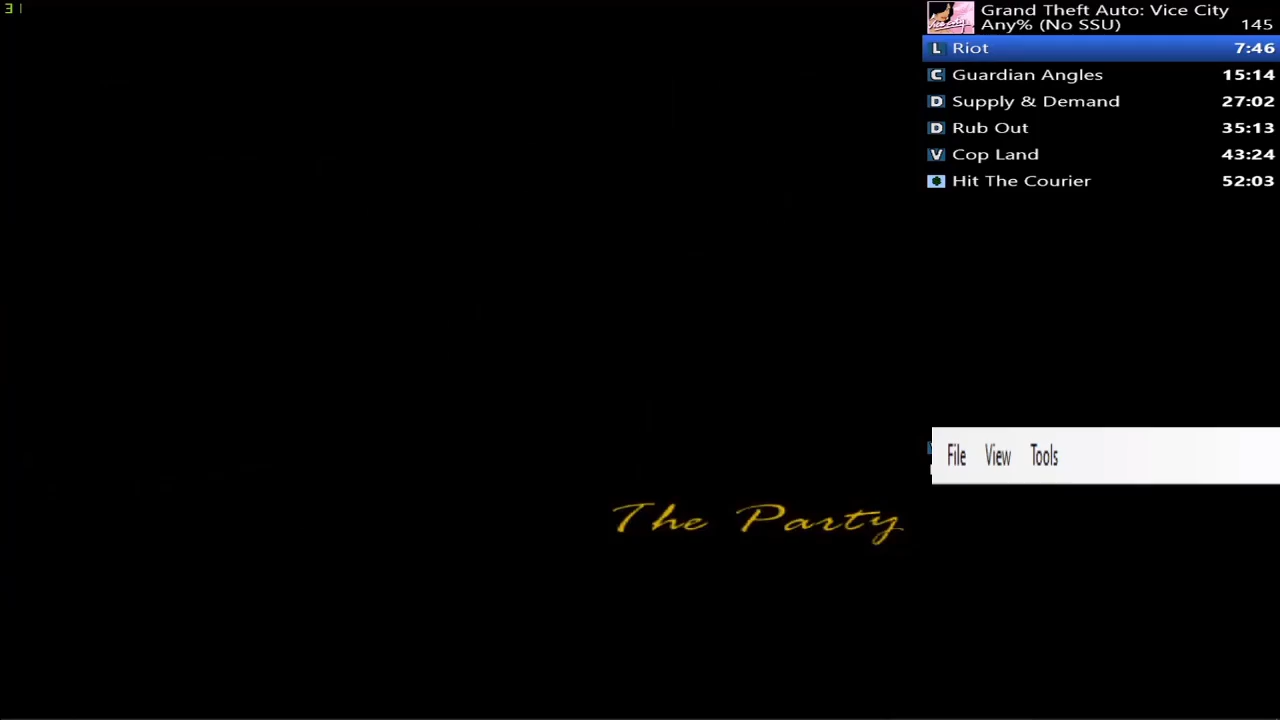 3
Grand Theft Auto: Vice City
Any% (No SSU) 145
L Riot 7:46
C Guardian Angles 15:14
D Supply & Demand 27:02
D Rub Out 35:13
V Cop Land 43:24
Hit The Courier 52:03
File View Tools
The Party